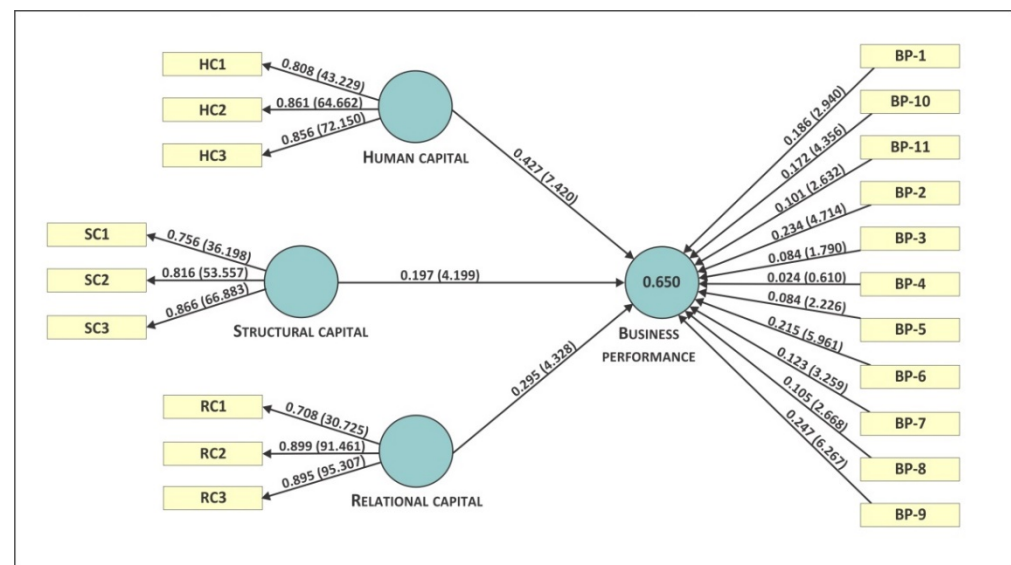 HC1
0.808 (43.229)
HC2
0.861 (64.662)
HC3
0.856 (72.150)
HUMAN CAPITAL
0.427 (7.420)
SC1
0.756 (36.198)
SC2
0.816 (53.557)
SC3
0.866 (66.883)
STRUCTURAL CAPITAL
0.197 (4.199)
RC1
0.708 (30.725)
RC2
0.899 (91.461)
RC3
0.895 (95.307)
RELATIONAL CAPITAL
0.295 (4.328)
0.650
BUSINESS
PERFORMANCE
BP-1
0.186 (2.940)
BP-10
0.172 (4.356)
BP-11
0.101 (2.632)
BP-2
0.234 (4.714)
BP-3
0.084 (1.790)
BP-4
0.024 (0.610)
BP-5
0.084 (2.226)
BP-6
0.215 (5.961)
BP-7
0.123 (3.259)
BP-8
0.105 (2.668)
BP-9
0.247 (6.267)